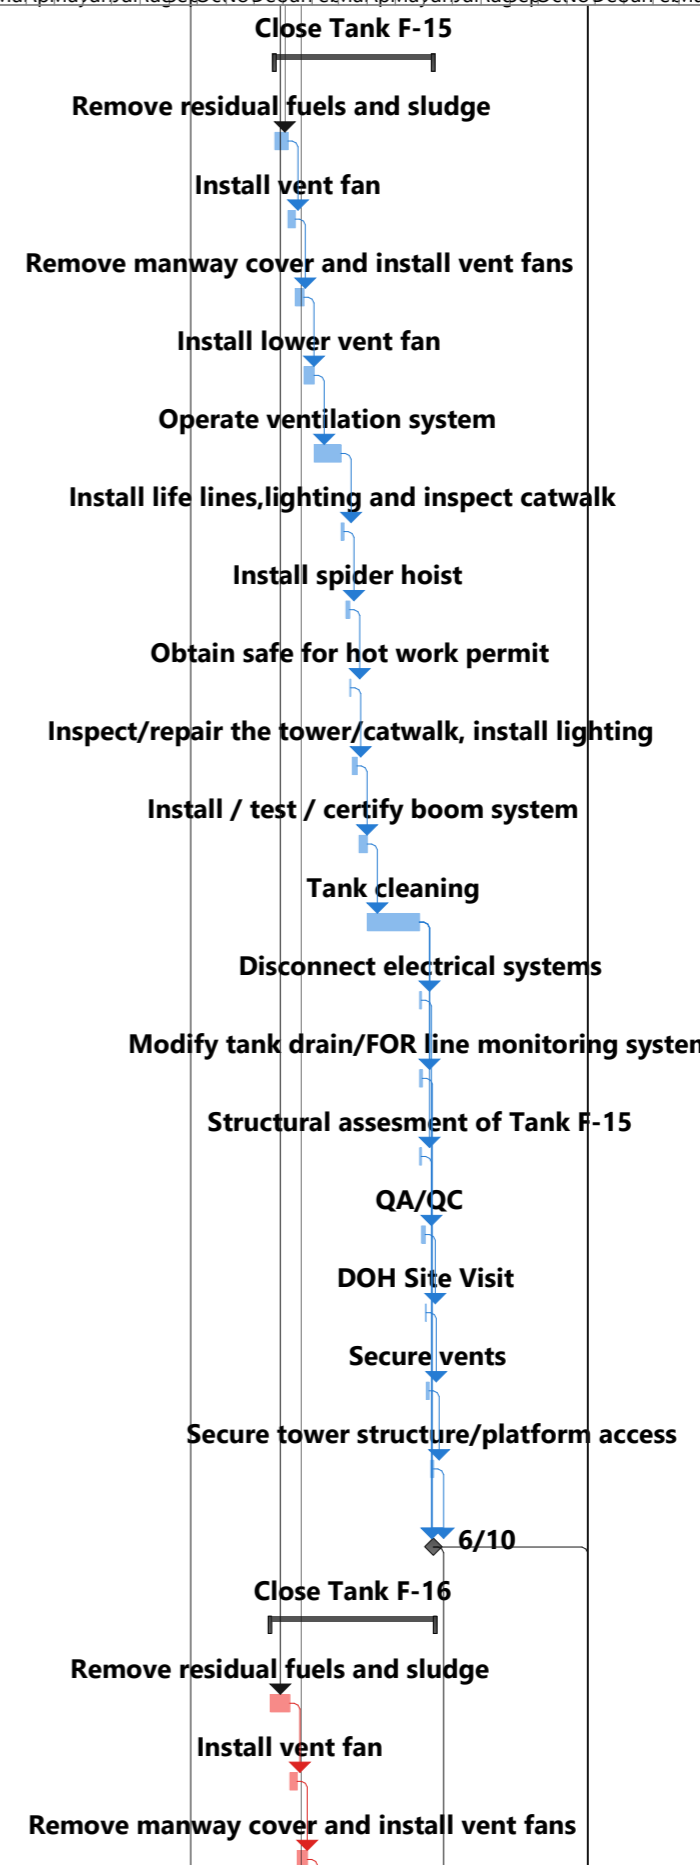 Close Tank F-15
Remove residual fuels and sludge
Install vent fan
Remove manway cover and install vent fans
Install lower vent fan
Operate ventilation system
Install life lines,lighting and inspect catwalk
Install spider hoist
Obtain safe for hot work permit
Inspect/repair the tower/catwalk, install lighting
Install / test / certify boom system
Tank cleaning
Disconnect electrical systems
Modify tank drain/FOR line monitoring system
Structural assesment of Tank F-15
QA/QC
DOH Site Visit
Secure vents
Secure tower structure/platform access
6/10
Close Tank F-16
Remove residual fuels and sludge
Install vent fan
Remove manway cover and install vent fans